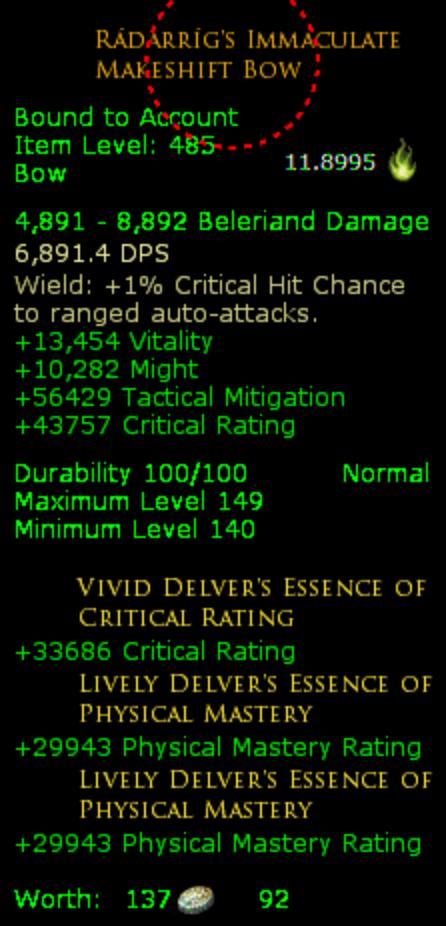 RÁDÁRRÍG'S IMMACULATE
MAKESHIFT BOW
Bound to Account
Item Level: 485
11.8995
Bow
4,891 - 8,892 Beleriand Damage
6,891.4 DPS
Wield: +1% Critical Hit Chance
to ranged auto-attacks.
+13,454 Vitality
+10,282 Might
+56429 Tactical Mitigation
+43757 Critical Rating
Durability 100/100 Normal
Maximum Level 149
Minimum Level 140
VIVID DELVER'S ESSENCE OF
CRITICAL RATING
+33686 Critical Rating
LIVELY DELVER'S ESSENCE OF
PHYSICAL MASTERY
+29943 Physical Mastery Rating
LIVELY DELVER'S ESSENCE OF
PHYSICAL MASTERY
+29943 Physical Mastery Rating
Worth: 137 92